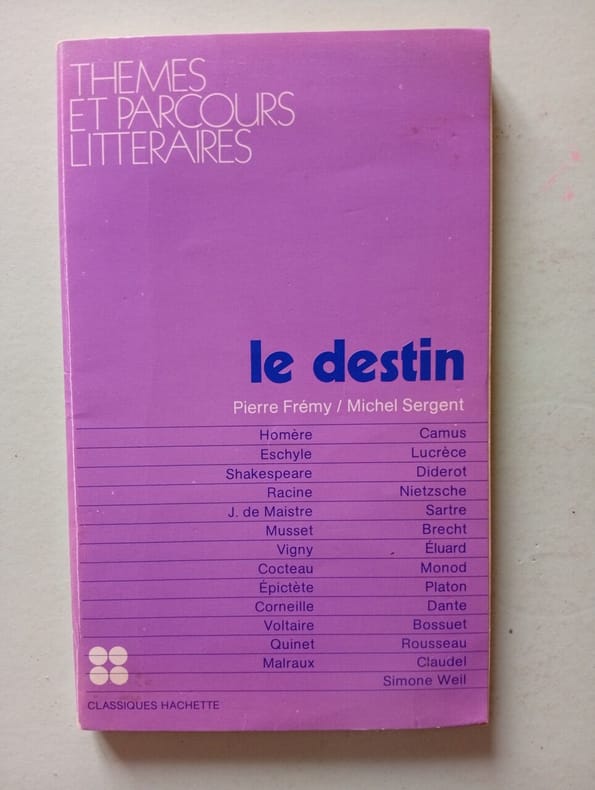 THEMES
ET PARCOURS
LITTERAIRES
le destin
Pierre Frémy / Michel Sergent
Homère Camus
Eschyle Lucrèce
Shakespeare Diderot
Racine Nietzsche
J. de Maistre Sartre
Musset Brecht
Vigny Éluard
Cocteau Monod
Épictète Platon
Corneille Dante
Voltaire Bossuet
Quinet Rousseau
Malraux Claudel
Simone Weil
CLASSIQUES HACHETTE